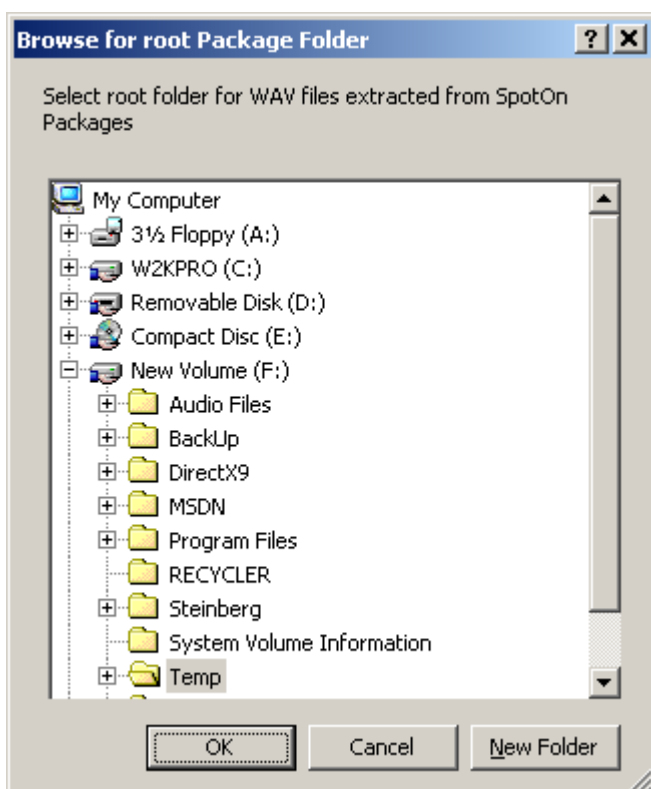 Browse for root Package Folder
Select root folder for WAV files extracted from SpotOn
Packages
My Computer
3½ Floppy (A:)
W2KPRO (C:)
Removable Disk (D:)
Compact Disc (E:)
New Volume (F:)
Audio Files
BackUp
DirectX9
MSDN
Program Files
RECYCLER
Steinberg
System Volume Information
Temp
OK Cancel New Folder